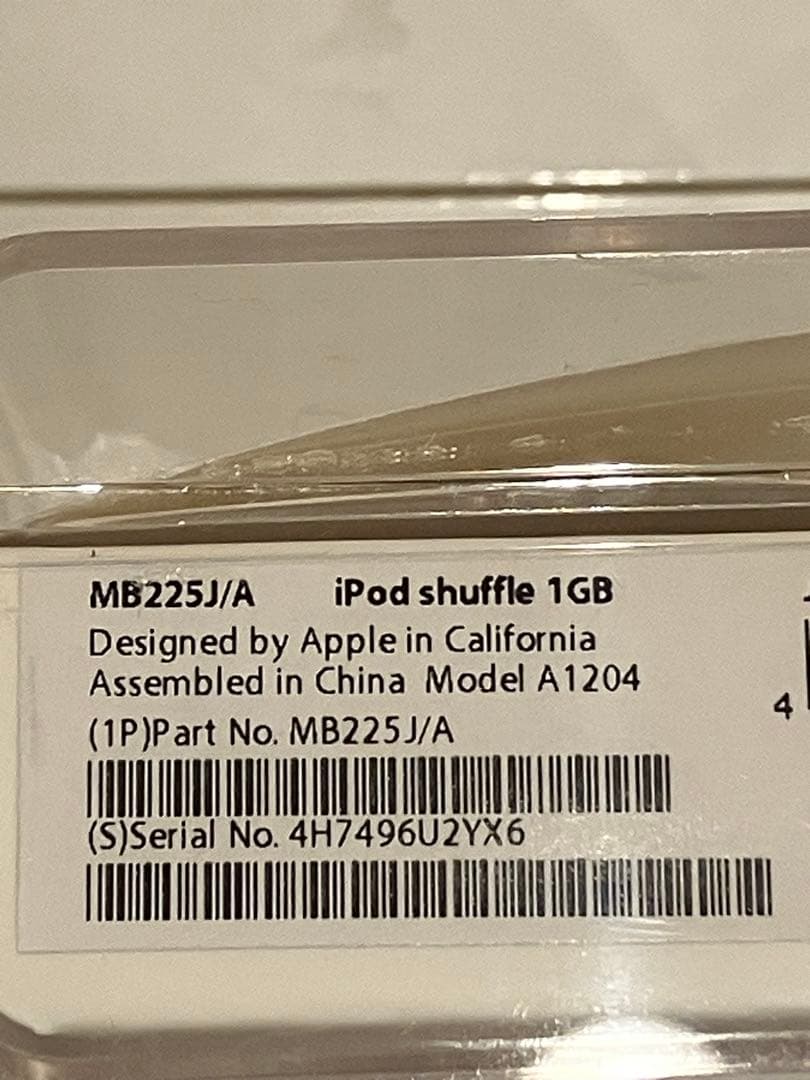 MB225J/A iPod shuffle 1GB
Designed by Apple in California
Assembled in China Model A1204
(1P)Part No. MB225J/A
(S)Serial No. 4H7496U2YX6
4